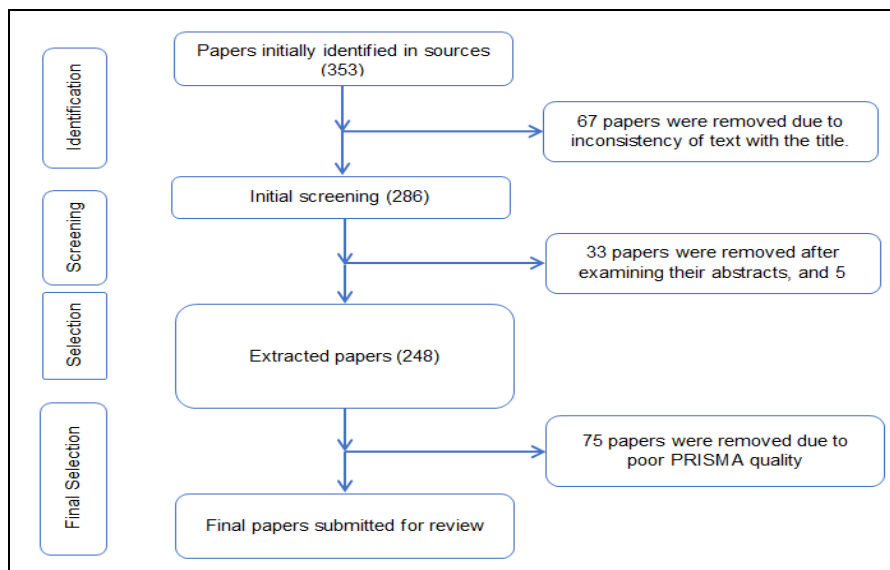 Identification
Papers initially identified in sources
(353)
67 papers were removed due to
inconsistency of text with the title.
Screening
Initial screening (286)
33 papers were removed after
examining their abstracts, and 5
Selection
Extracted papers (248)
Final Selection
75 papers were removed due to
poor PRISMA quality
Final papers submitted for review